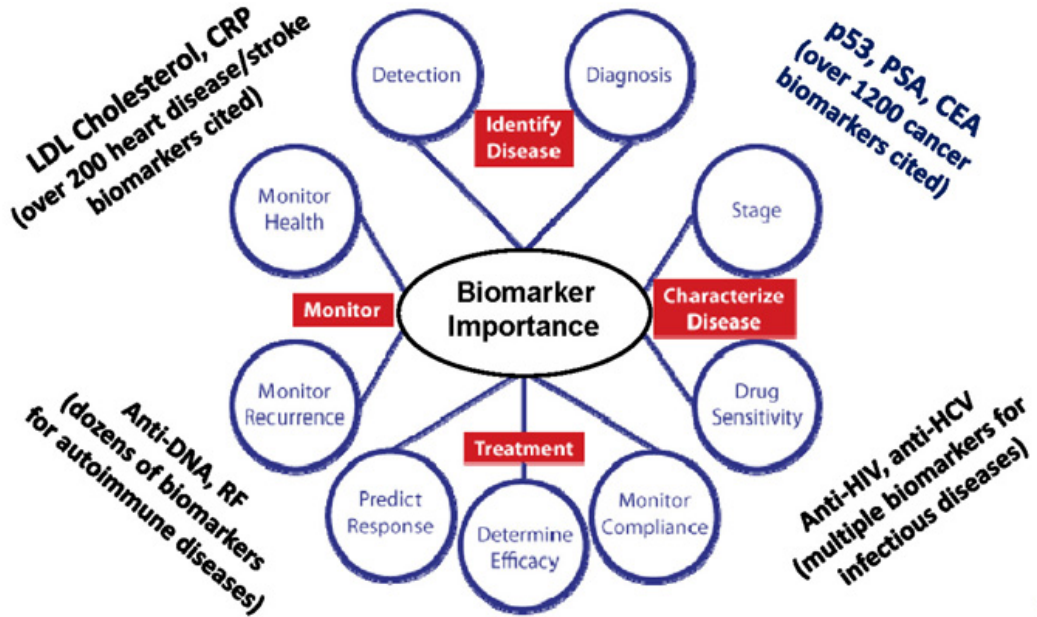 LDL Cholesterol, CRP
(over 200 heart disease/stroke
biomarkers cited)
Detection
Diagnosis
p53, PSA, CEA
(over 1200 cancer
biomarkers cited)
Identify
Disease
Monitor
Health
Stage
Monitor
Biomarker
Importance
Characterize
Disease
Monitor
Recurrence
Drug
Sensitivity
Treatment
Predict
Response
Determine
Efficacy
Monitor
Compliance
Anti-DNA, RF
(dozens of biomarkers
for autoimmune diseases)
Anti-HIV, anti-HCV
(multiple biomarkers for
infectious diseases)